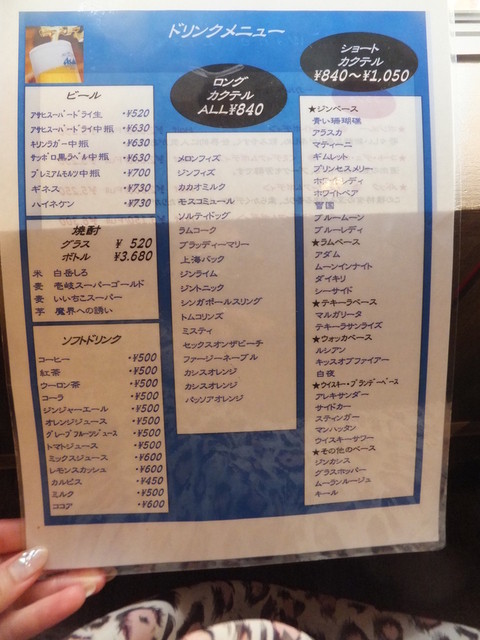 ドリンクメニュー
ビール
アサヒスーパードライ生 ・¥520
アサヒスーパードライ中瓶 ・¥630
キリンラガー中瓶 ・¥630
サッポロ黒ラベル中瓶 ・¥630
プレミアムモルツ中瓶 ・¥700
ギネス ・¥730
ハイネケン ・¥730
焼酎
グラス ¥ 520
ボトル ¥3.680
米 白岳しろ
麦 壱岐スーパーゴールド
麦 いいちこスーパー
芋 魔界への誘い
ソフトドリンク
コーヒー ・¥500
紅茶 ・¥500
ウーロン茶 ・¥500
コーラ ・¥500
ジンジャーエール ・¥500
オレンジジュース ・¥500
グレープフルーツジュース ・¥500
トマトジュース ・¥500
ミックスジュース ・¥600
レモンスカッシュ ・¥600
カルピス ・¥450
ミルク ・¥500
ココア ・¥600
ロング
カクテル
ALL¥840
メロンフィズ
ジンフィズ
カカオミルク
モスコミュール
ソルティドッグ
ラムコーク
ブラッディーマリー
上海バック
ジンライム
ジントニック
シンガポールスリング
トムコリンズ
ミスティ
セックスオンザビーチ
ファージーネーブル
カシスオレンジ
カシスオレンジ
パッソアオレンジ
ショート
カクテル
¥840～¥1,050
★ジンベース
青い珊瑚礁
アラスカ
マティーニ
ギムレット
プリンセスメリー
ホワイトレディ
ホワイトベア
雪国
ブルームーン
ブルーレディ
★ラムベース
アダム
ムーンインナイト
ダイキリ
シーサイド
★テキーラベース
マルガリータ
テキーラサンライズ
★ウォッカベース
ルシアン
キッスオブファイアー
白夜
★ウイスキー・ブランデーベース
アレキサンダー
サイドカー
スティンガー
マンハッタン
ウイスキーサワー
★その他のベース
ジンカシス
グラスホッパー
ムーランルージュ
キール